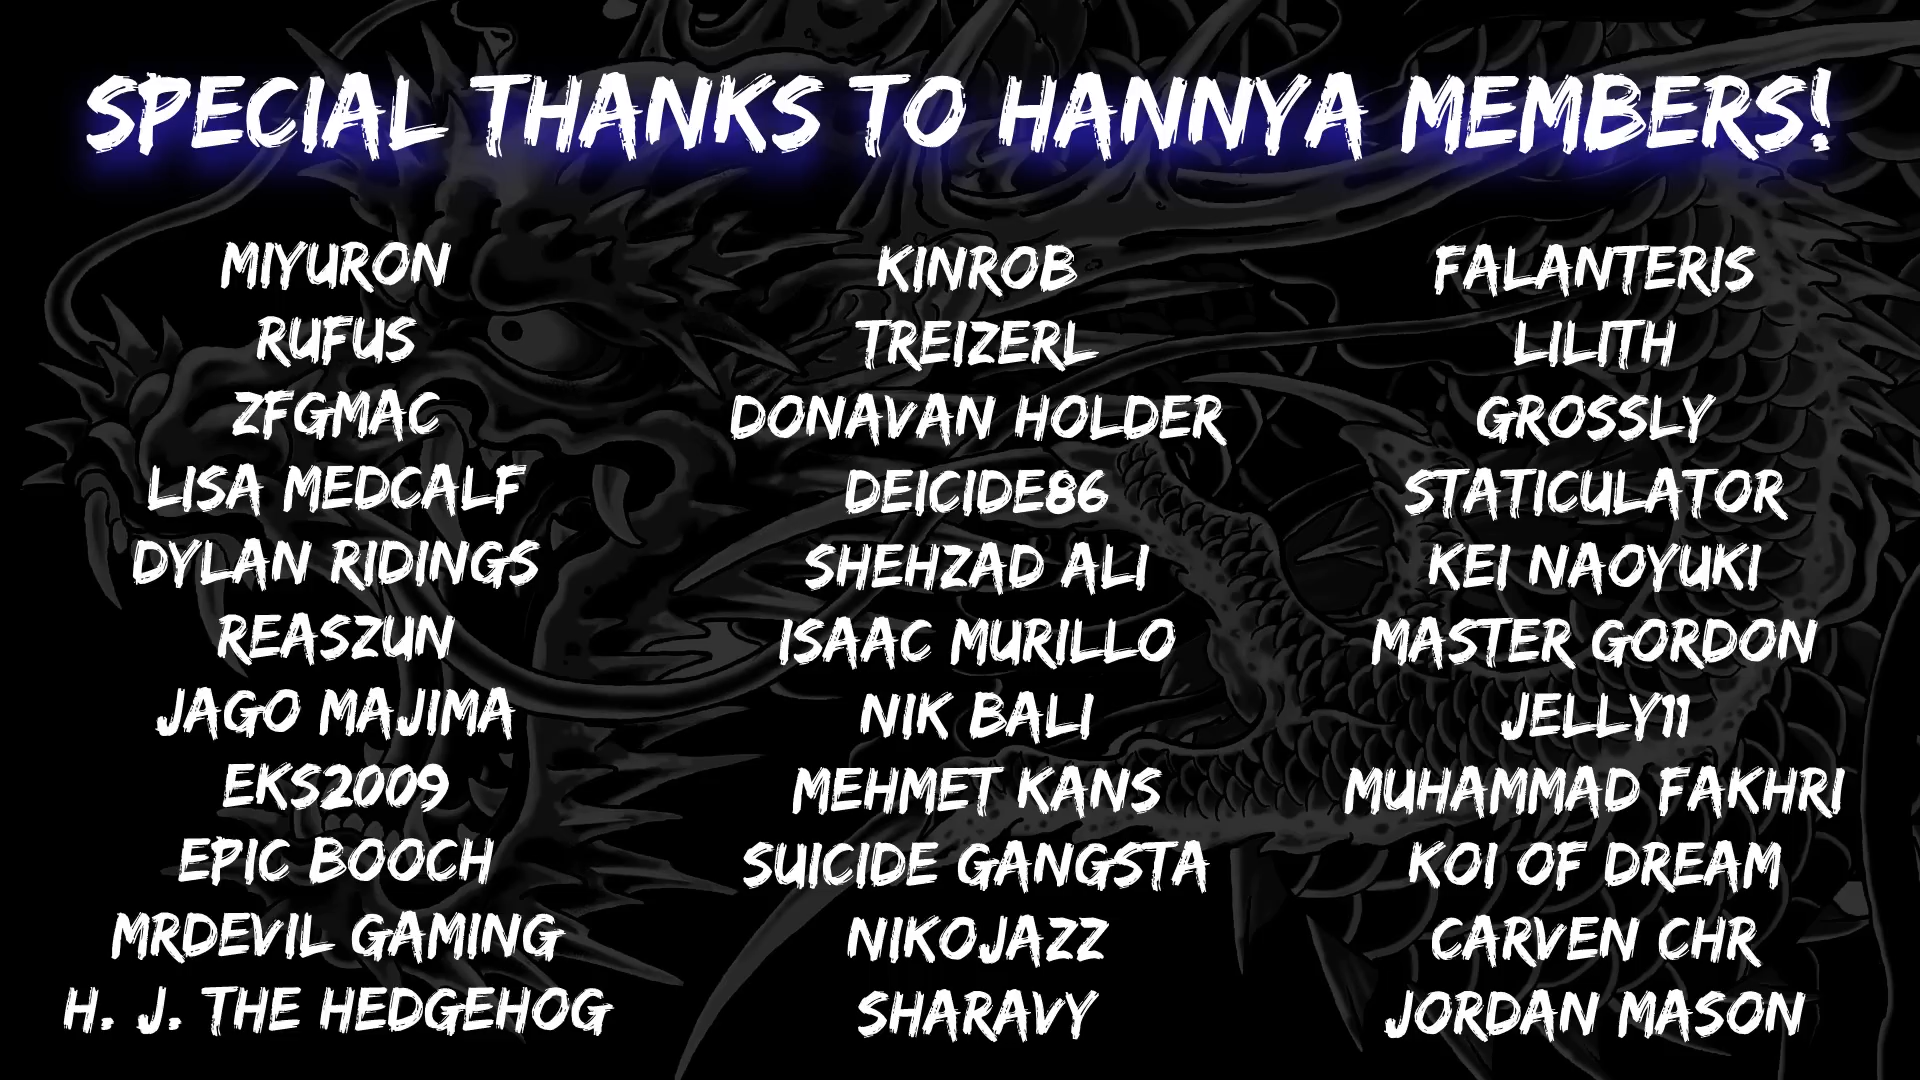 SPECIAL THANKS TO HANNYA MEMBERS!
MIYURON
RUFUS
ZFGMAC
LISA MEDCALF
DYLAN RIDINGS
REASZUN
JAGO MAJIMA
EKS2009
EPIC BOOCH
MRDEVIL GAMING
H. J. THE HEDGEHOG
KINROB
TREIZERL
DONAVAN HOLDER
DEICIDE86
SHEHZAD ALI
ISAAC MURILLO
NIK BALI
MEHMET KANS
SUICIDE GANGSTA
NIKOJAZZ
SHARAVY
FALANTERIS
LILITH
GROSSLY
STATICULATOR
KEI NAOYUKI
MASTER GORDON
JELLY11
MUHAMMAD FAKHRI
KOI OF DREAM
CARVEN CHR
JORDAN MASON